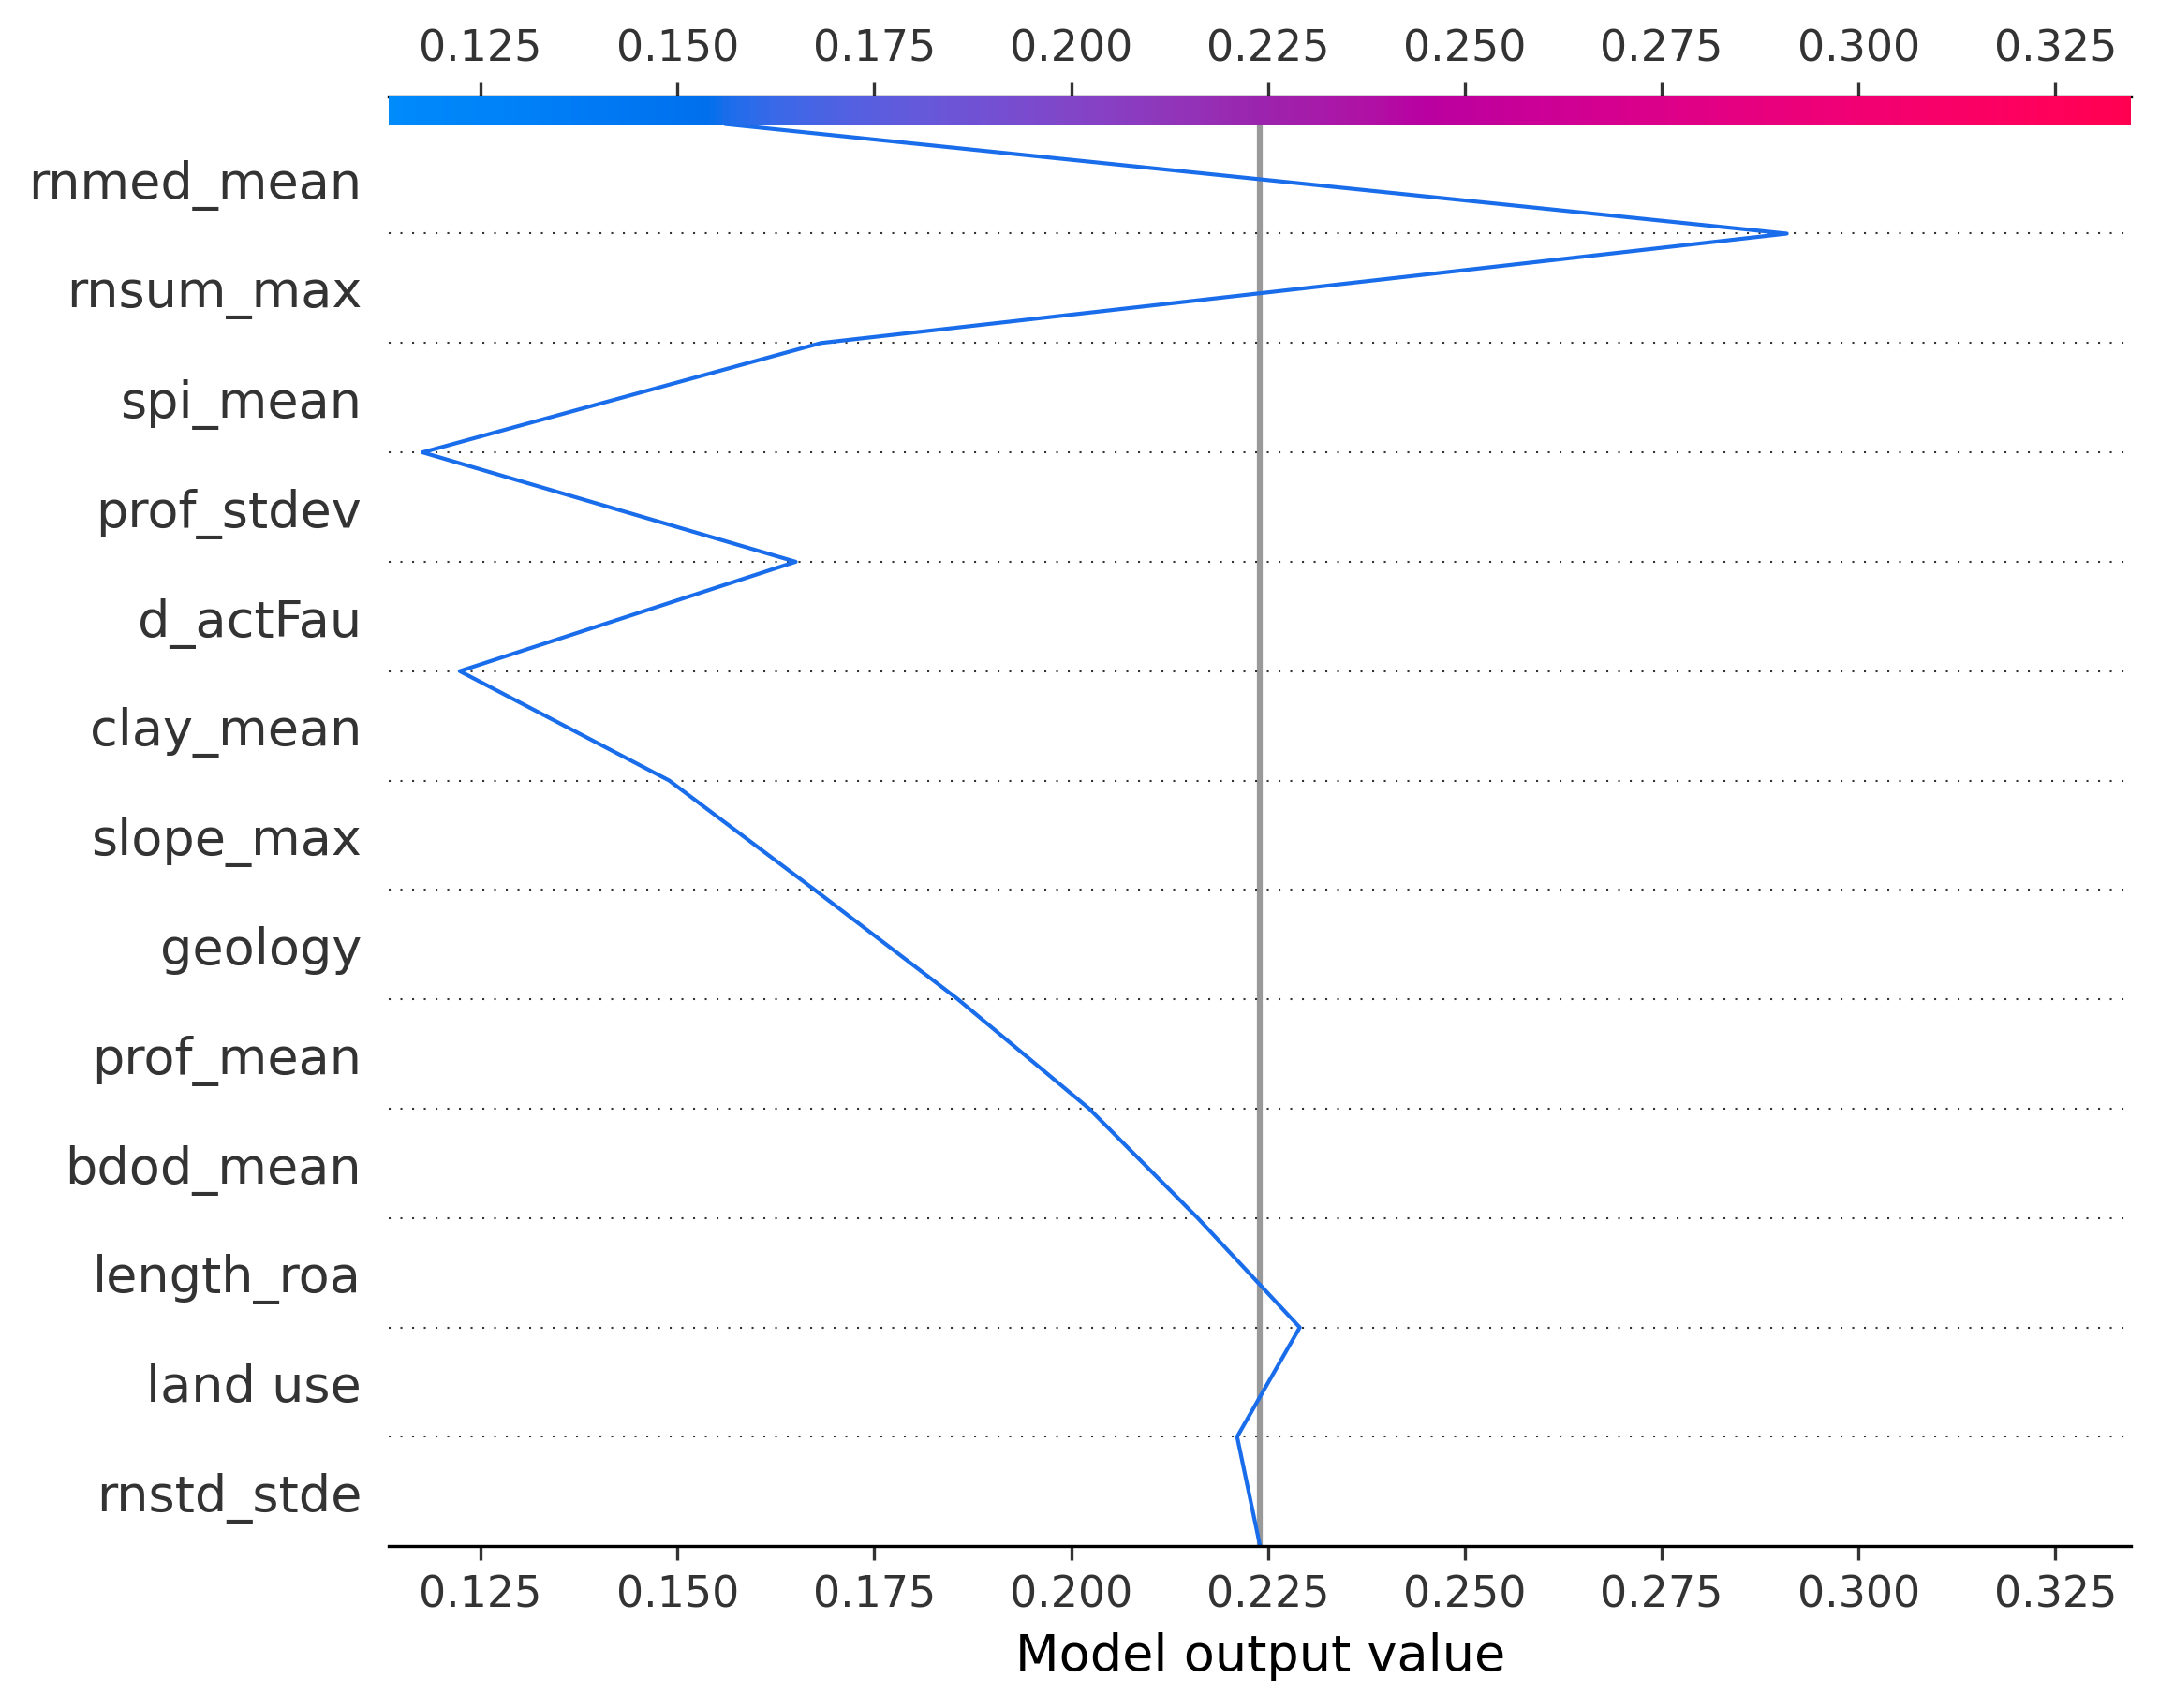 0.125 0.150 0.175 0.200 0.225 0.250 0.275 0.300 0.325
rnmed_mean
rnsum_max
spi_mean
prof_stdev
d_actFau
clay_mean
slope_max
geology
prof_mean
bdod_mean
length_roa
land use
rnstd_stde
0.125 0.150 0.175 0.200 0.225 0.250 0.275 0.300 0.325
Model output value